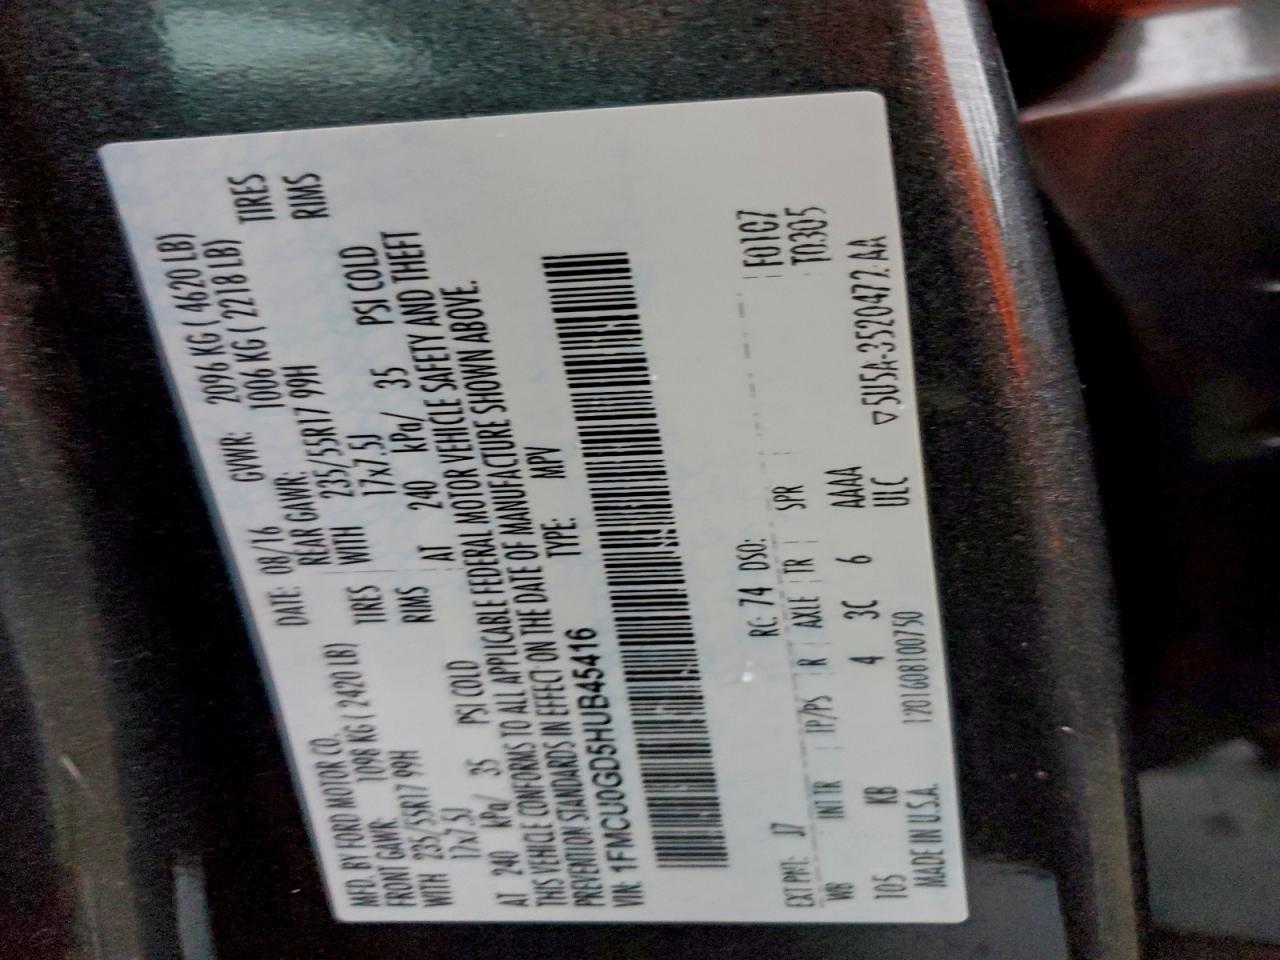 MFD. BY FORD MOTOR CO. DATE: 08/16 GVWR: 2096 KG ( 4620 LB)
FRONT GAWR: 1098 KG ( 2420 LB) REAR GAWR: 1006 KG ( 2218 LB)
WITH 235/55R17 99H TIRES WITH 235/55R17 99H TIRES
17x7.5J RIMS 17x7.5J RIMS
AT 240 kPa/ 35 PSI COLD AT 240 kPa/ 35 PSI COLD
THIS VEHICLE CONFORMS TO ALL APPLICABLE FEDERAL MOTOR VEHICLE SAFETY AND THEFT
PREVENTION STANDARDS IN EFFECT ON THE DATE OF MANUFACTURE SHOWN ABOVE.
VIN: 1FMCU0GD5HUB45416 TYPE: MPV
RC: 74 DSO: F0107
EXT PNT: J7 T0305
WB INT TR TP/PS R AXLE TR SPR
105 KB 4 3C 6 AAAA
ULC
MADE IN U.S.A. 1201608100750 ▽5U5A-3520472 AA